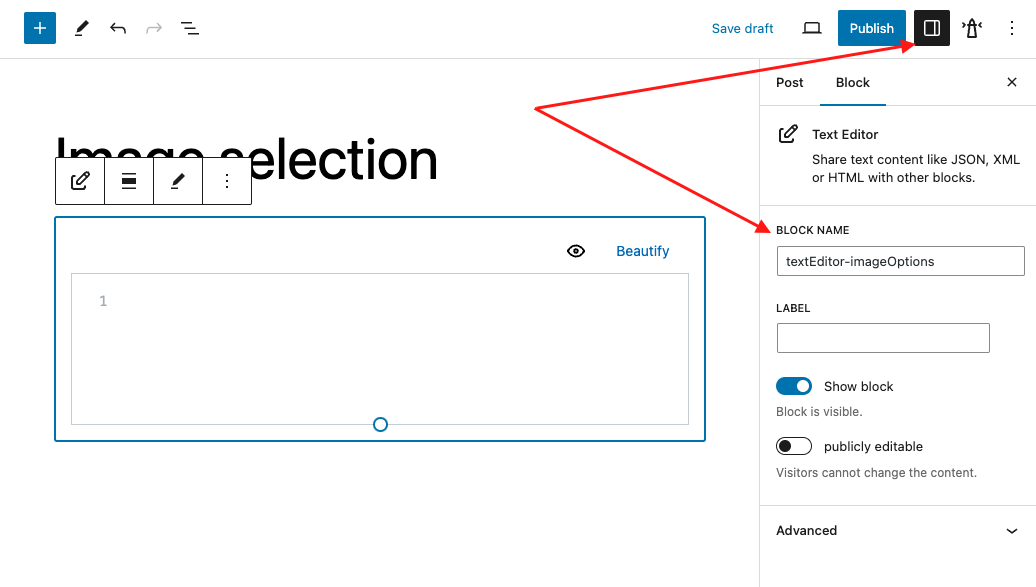 Save draft
Publish
Post
Block
Image selection
Text Editor
Share text content like JSON, XML
or HTML with other blocks.
Beautify
1
BLOCK NAME
textEditor-imageOptions
LABEL
Show block
Block is visible.
publicly editable
Visitors cannot change the content.
Advanced